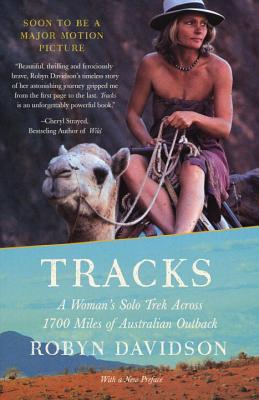 SOON TO BE A
MAJOR MOTION
PICTURE
"Beautiful, thrilling and ferociously
brave, Robyn Davidson's timeless story
of her astonishing journey gripped me
from the first page to the last. Tracks
is an unforgettably powerful book."
—Cheryl Strayed,
Bestselling Author of Wild
TRACKS
A Woman's Solo Trek Across
1700 Miles of Australian Outback
ROBYN DAVIDSON
With a New Preface